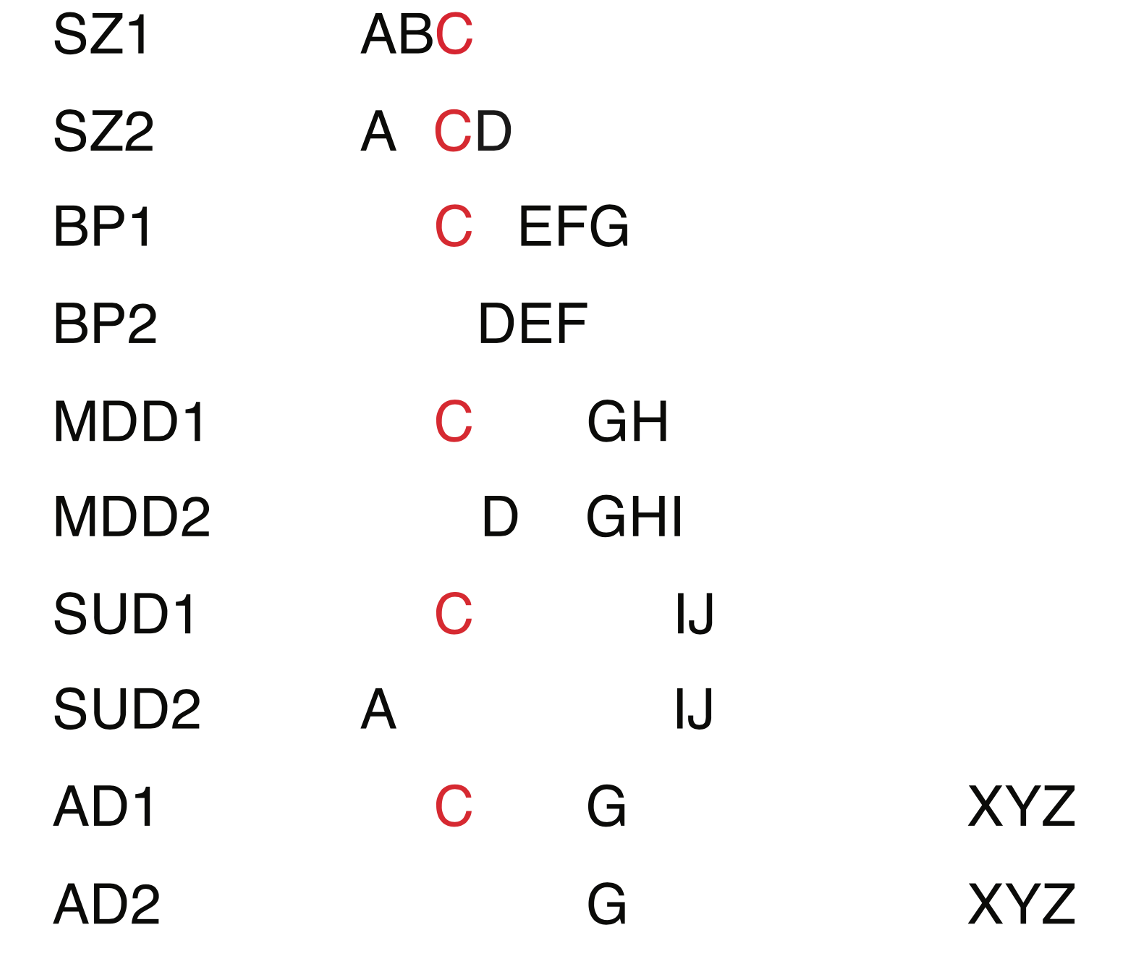 SZ1 ABC
SZ2 A CD
BP1 C EFG
BP2 DEF
MDD1 C GH
MDD2 D GHI
SUD1 C IJ
SUD2 A IJ
AD1 C G XYZ
AD2 G XYZ